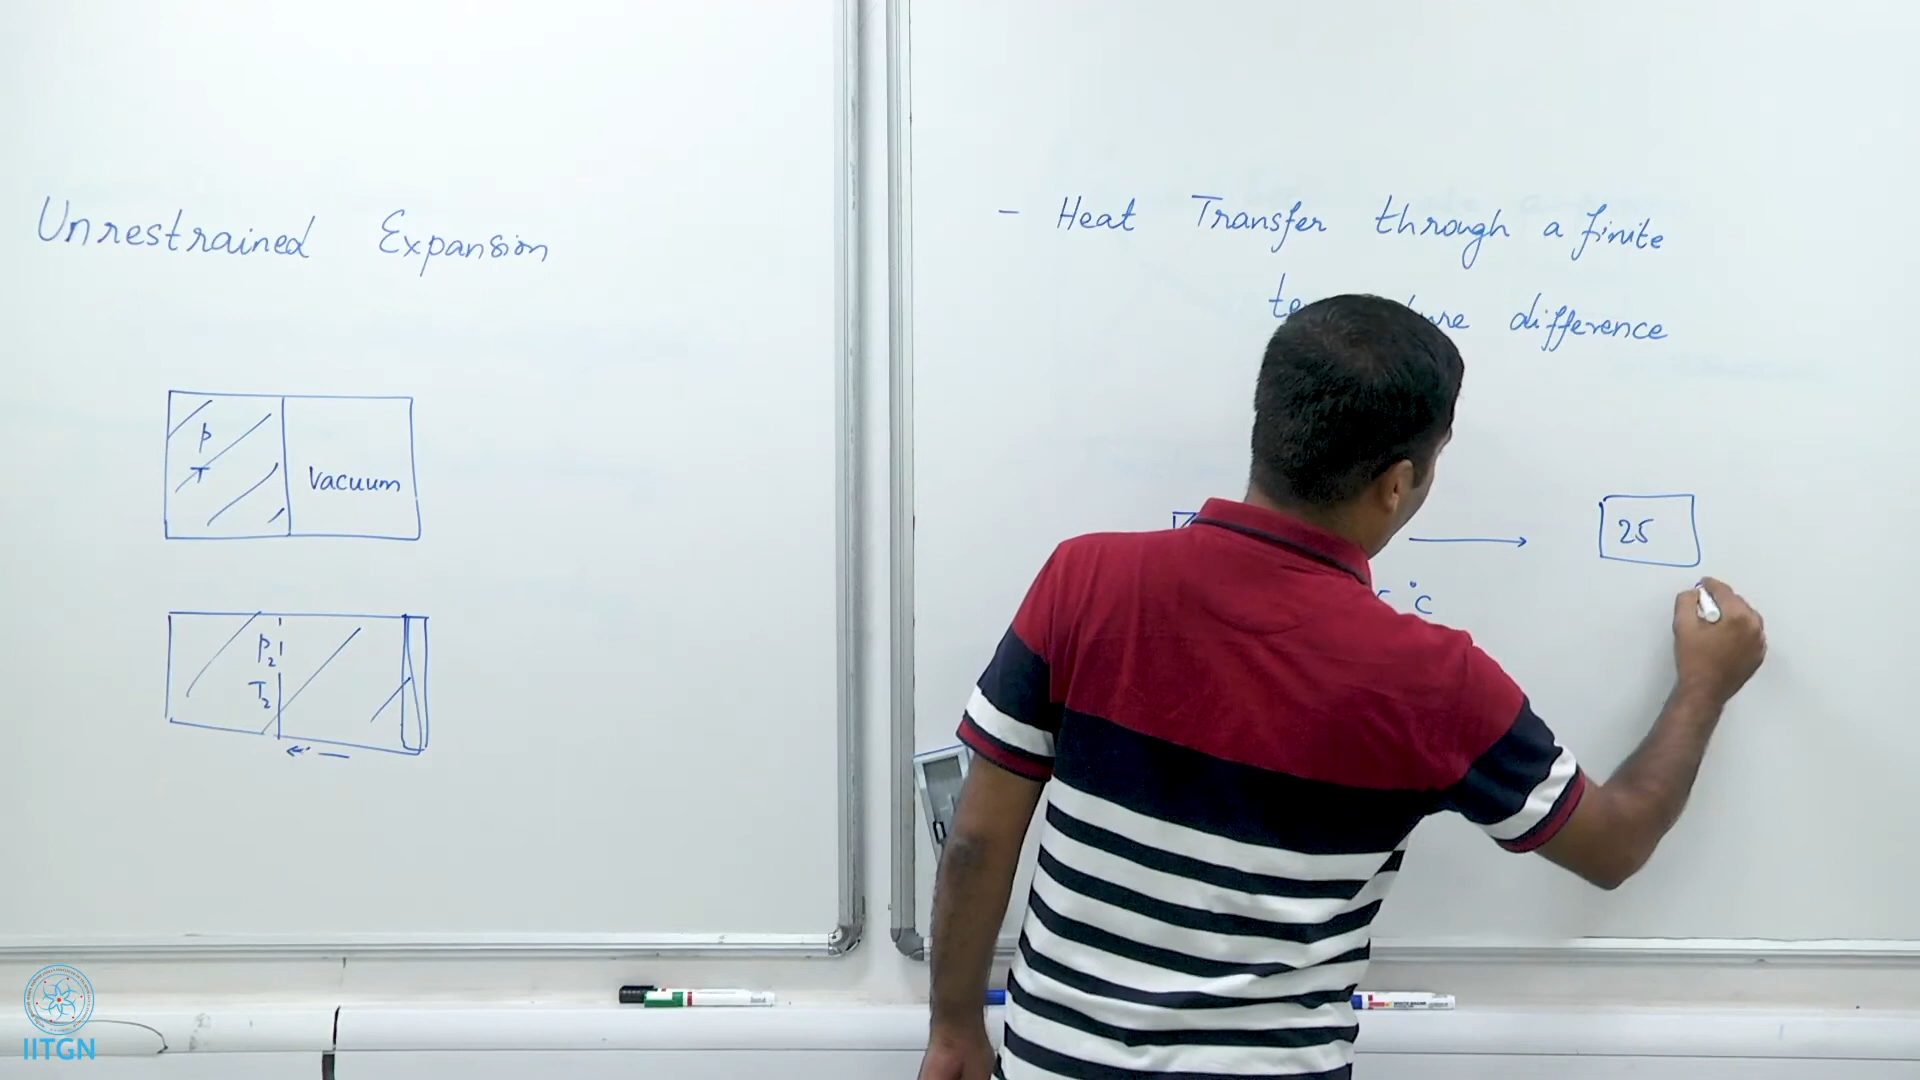 Unrestrained Expansion
p
T
Vacuum
p2
T2
- Heat Transfer through a finite
difference
25
°C
IITGN